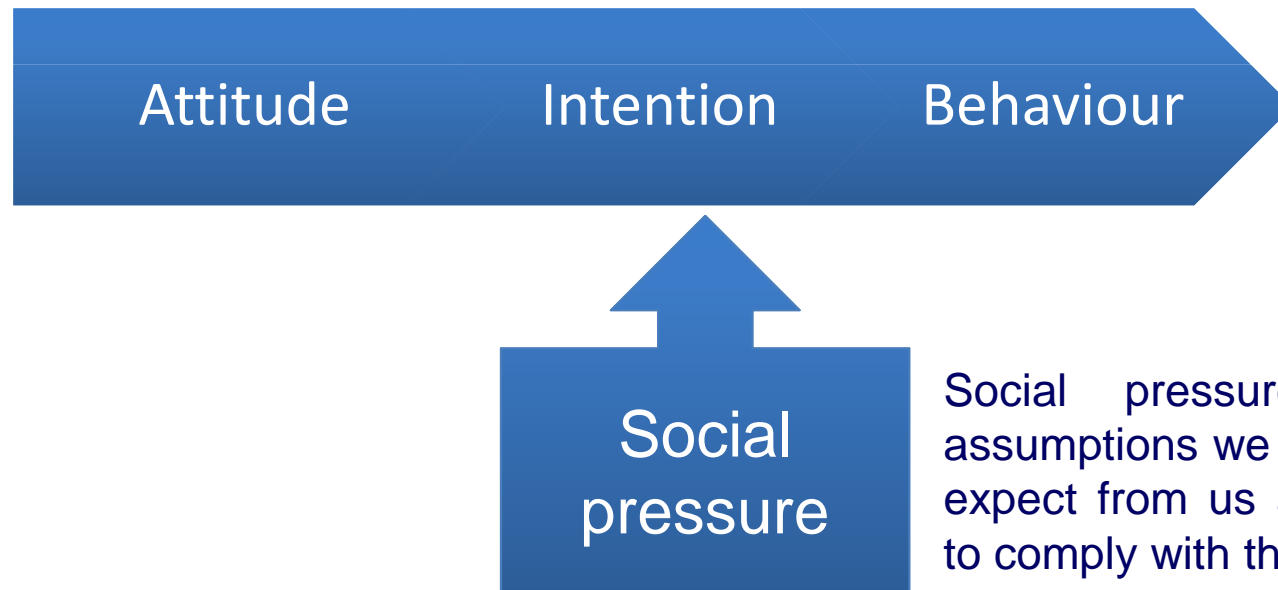 Attitude
Intention
Behaviour
Social
pressure
Social
assumptions we
expect from us
to comply with